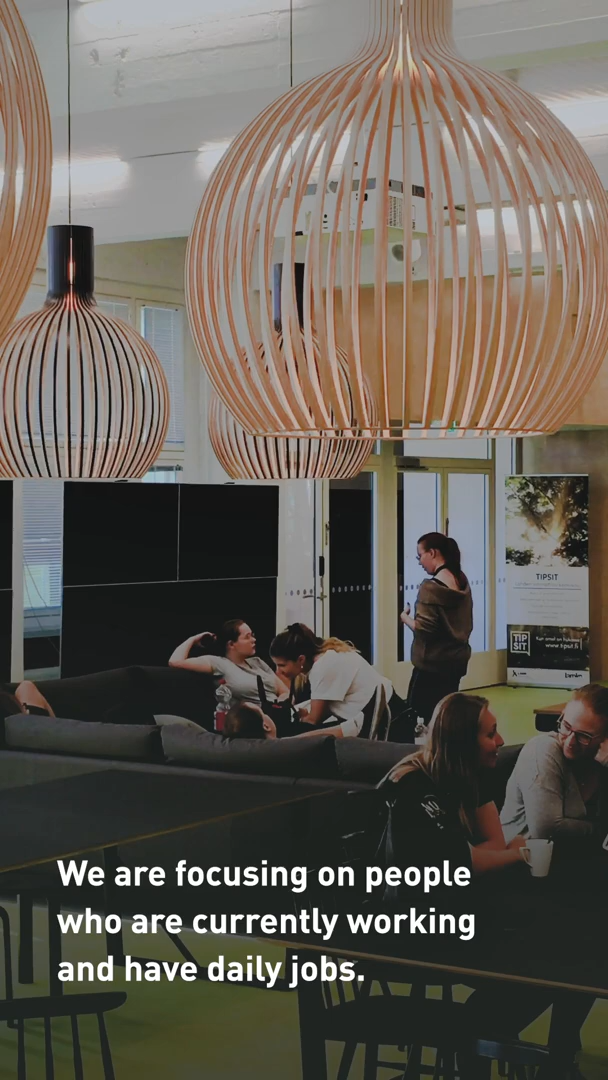 TIPSIT
TIP
SIT
www.tipsit.fi
We are focusing on people
who are currently working
and have daily jobs.